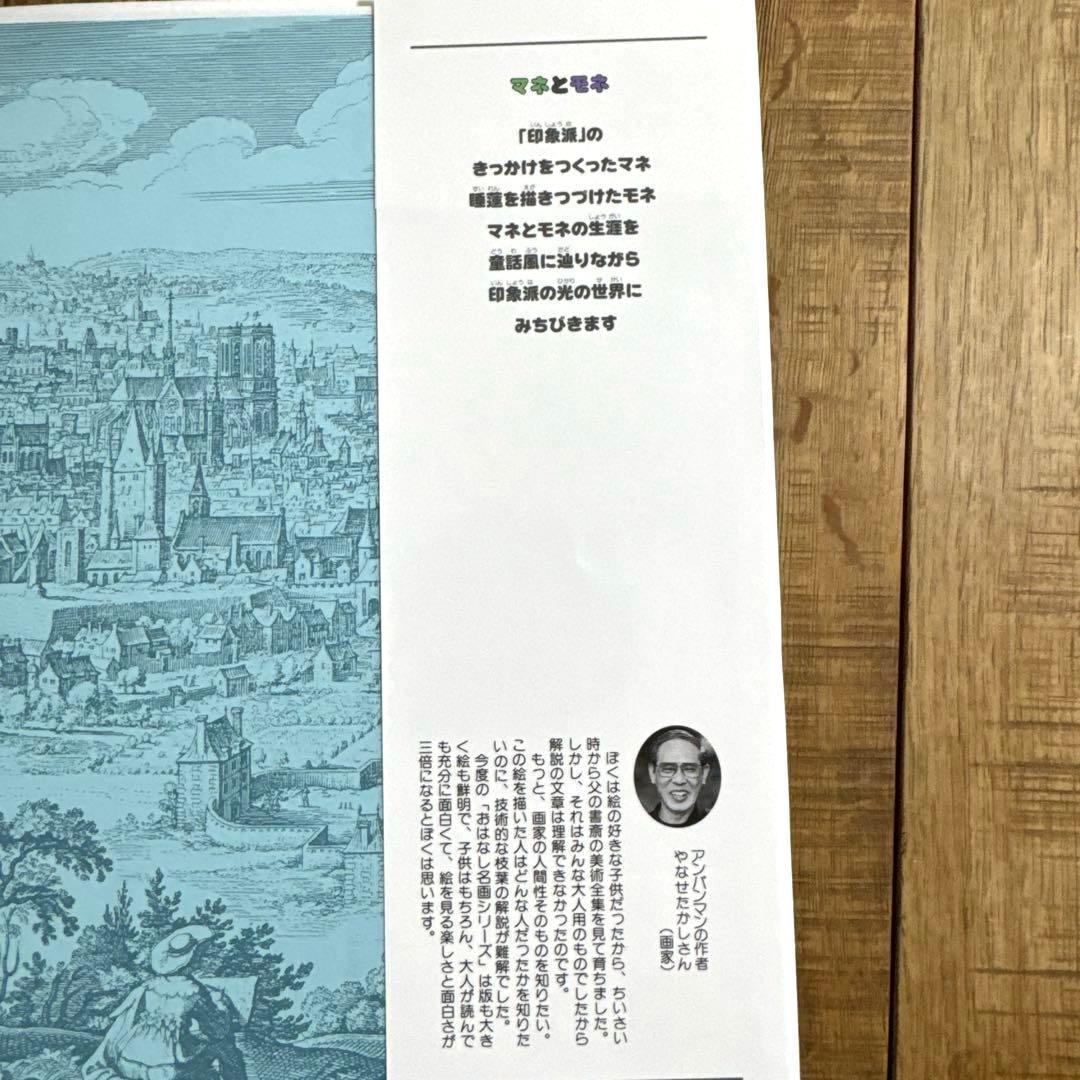 マネとモネ
「印象派」の
きっかけをつくったマネ
睡蓮を描きつづけたモネ
マネとモネの生涯を
童話風に辿りながら
印象派の光の世界に
みちびきます
アンパンマンの作者
やなせたかしさん
（画家）
ぼくは絵の好きな子供だったから、ちいさい
時から父の書斎の美術全集を見て育ちました。
しかし、それはみんな大人用のものでしたから
解説の文章は理解できなかったのです。
もっと、画家の人間性そのものを知りたい。
この絵を描いた人はどんな人だったかを知りた
いのに、技術的な枝葉の解説が難解でした。
今度の「おはなし名画シリーズ」は版も大き
く絵も鮮明で、子供はもちろん、大人が読んで
も充分に面白くて、絵を見る楽しさと面白さが
三倍になるとぼくは思います。